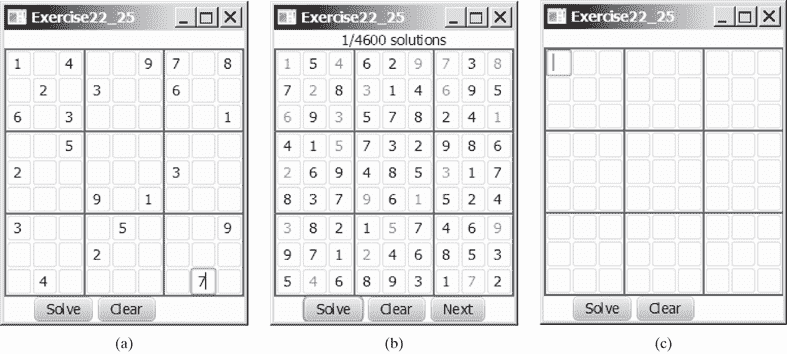 Exercise22_25
1 4 9 7 8
2 3 6
6 3 1
5
2 3
9 1
3 5 9
2
4 7
Solve Clear
(a)
Exercise22_25
1/4600 solutions
1 5 4 6 2 9 7 3 8
7 2 8 3 1 4 6 9 5
6 9 3 5 7 8 2 4 1
4 1 5 7 3 2 9 8 6
2 6 9 4 8 5 3 1 7
8 3 7 9 6 1 5 2 4
3 8 2 1 5 7 4 6 9
9 7 1 2 4 6 8 5 3
5 4 6 8 9 3 1 7 2
Solve Clear Next
(b)
Exercise22_25
Solve Clear
(c)